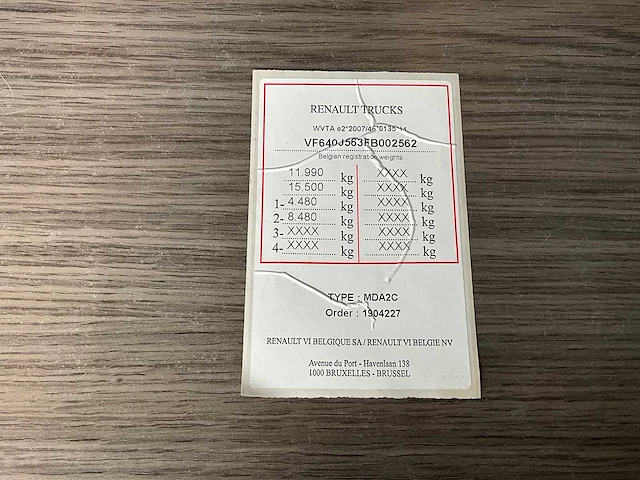 RENAULT TRUCKS
WVTA e2*2007/46*0135*11
VF640J563FB002562
Belgian registration weights
11.990 kg XXXX kg
15.500 kg XXXX kg
1- 4.480 kg XXXX kg
2- 8.480 kg XXXX kg
3- XXXX kg XXXX kg
4- XXXX kg XXXX kg
TYPE : MDA2C
Order : 1904227
RENAULT VI BELGIQUE SA / RENAULT VI BELGIE NV
Avenue du Port - Havenlaan 138
1000 BRUXELLES - BRUSSEL